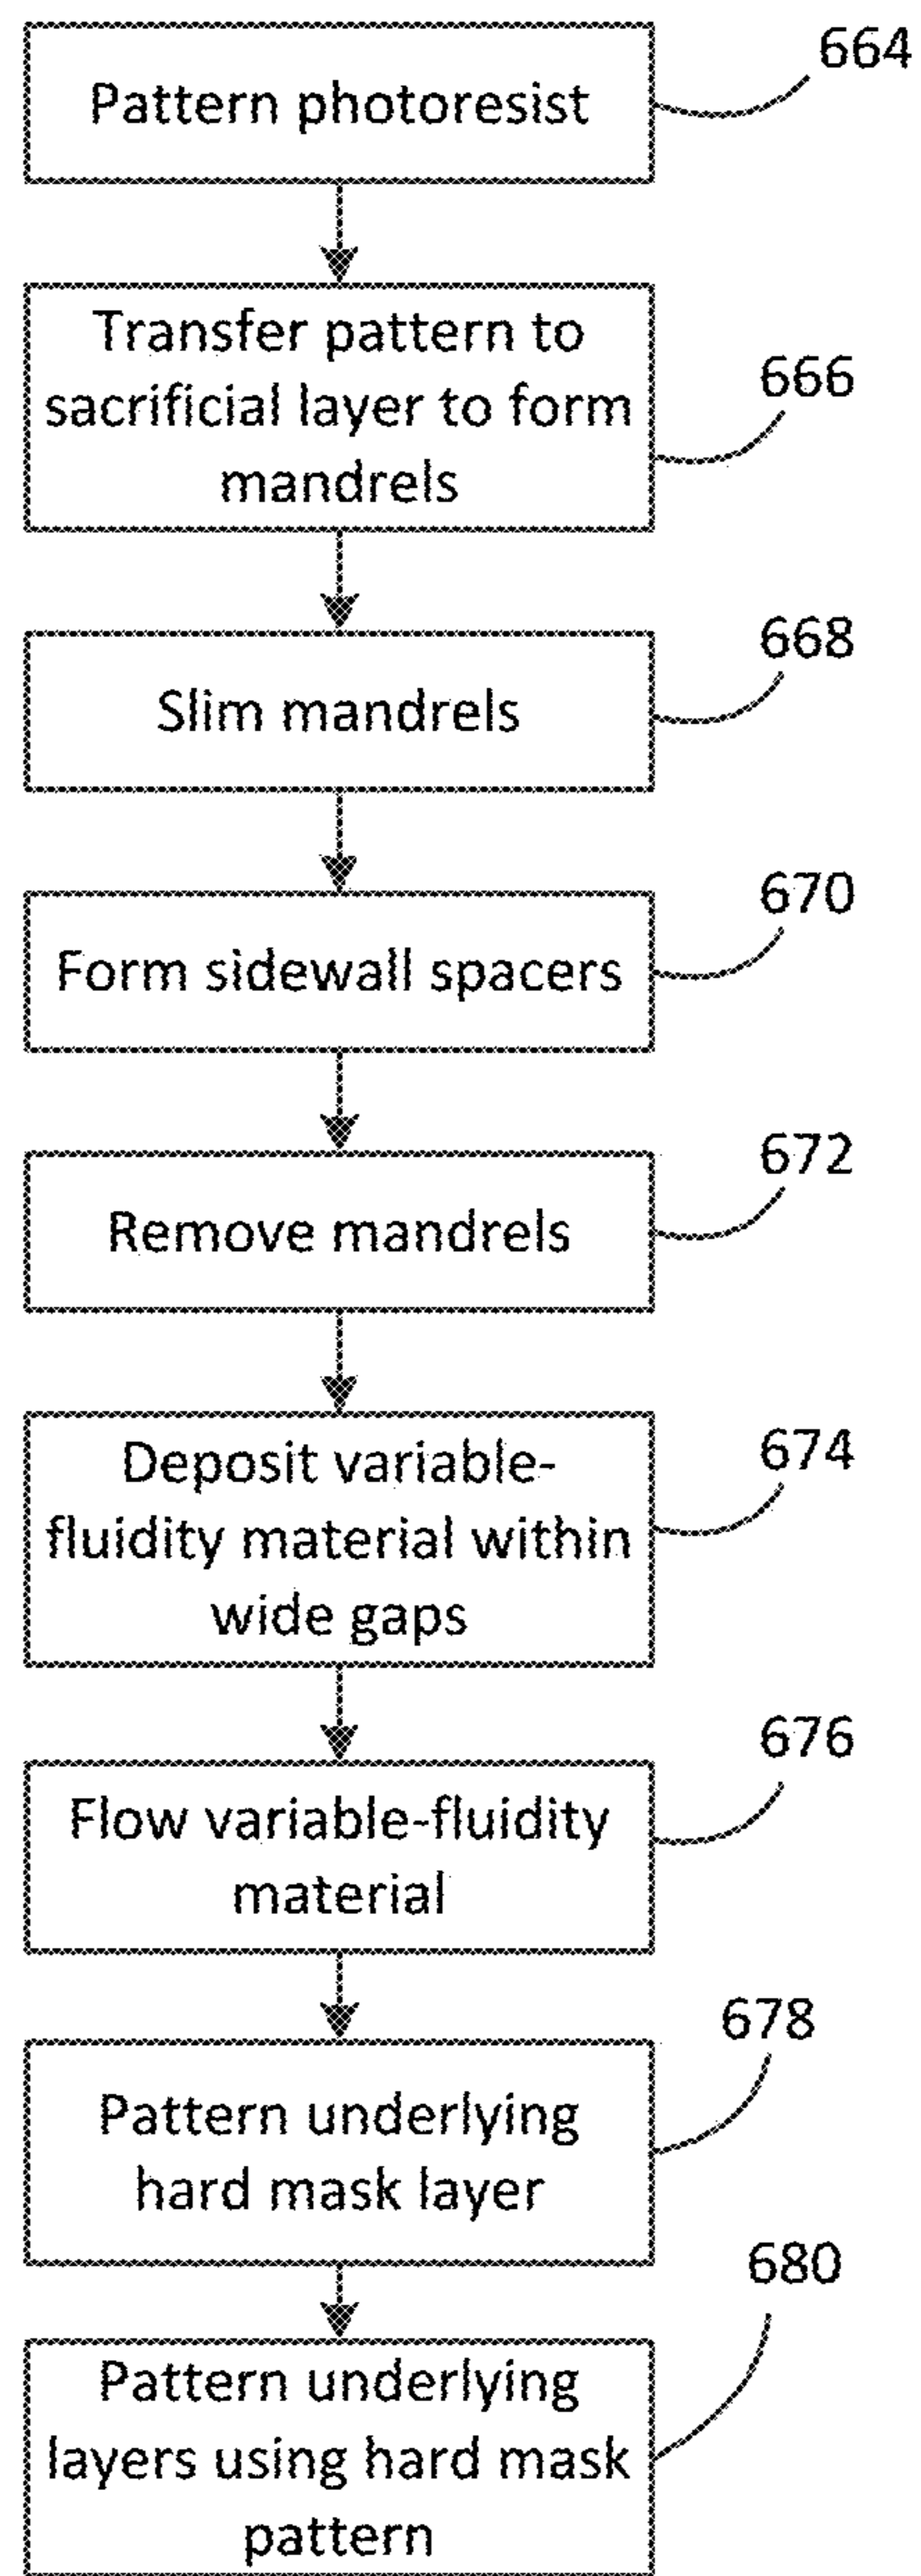 664
Pattern photoresist
Transfer pattern to
sacrificial layer to form
mandrels
666
Slim mandrels
668
Form sidewall spacers
670
Remove mandrels
672
Deposit variable-
fluidity material within
wide gaps
674
Flow variable-fluidity
material
676
Pattern underlying
hard mask layer
678
Pattern underlying
layers using hard mask
pattern
680